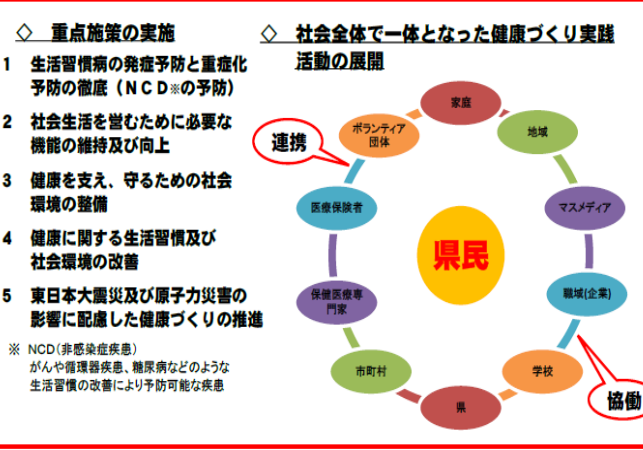 ◇ 重点施策の実施
1 生活習慣病の発症予防と重症化
予防の徹底（ＮＣＤ※の予防）
2 社会生活を営むために必要な
機能の維持及び向上
3 健康を支え、守るための社会
環境の整備
4 健康に関する生活習慣及び
社会環境の改善
5 東日本大震災及び原子力災害の
影響に配慮した健康づくりの推進
※ NCD（非感染症疾患）
がんや循環器疾患、糖尿病などのような
生活習慣の改善により予防可能な疾患
◇ 社会全体で一体となった健康づくり実践
活動の展開
家庭
地域
マスメディア
職域(企業)
学校
県
市町村
保健医療専
門家
医療保険者
ボランティア
団体
県民
連携
協働